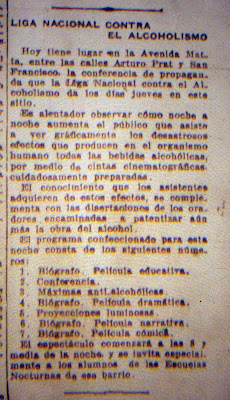 LIGA NACIONAL CONTRA
EL ALCOHOLISMO
Hoy tiene lugar en la Avenida Mat-
ta, entre las calles Arturo Prat y San
Francisco, la conferencia de propagan-
da que la Liga Nacional contra el Al-
coholismo da los días jueves en este
sitio.
Es alentador observar cómo noche a
noche aumenta el público que asiste
a ver gráficamente los desastrosos
efectos que producen en el organismo
humano todas las bebidas alcohólicas,
por medio de cintas cinematográficas
cuidadosamente preparadas.
El conocimiento que los asistentes
adquieren de estos efectos, se comple-
menta con las disertaciones de los ora-
dores encaminadas a patentizar aún
más la obra del alcohol.
El programa confeccionado para esta
noche consta de los siguientes núme-
ros:
1. Biógrafo. Película educativa.
2. Conferencia.
3. Máximas anti.alcohólicas.
4. Biógrafo. Película dramática.
5. Proyecciones luminosas.
6. Biógrafo. Película narrativa.
7. Biógrafo. Película cómica.
El espectáculo comenzará a las 8 y
media de la noche y se invita especial-
mente a los alumnos de las Escuelas
Nocturnas de ese barrio.